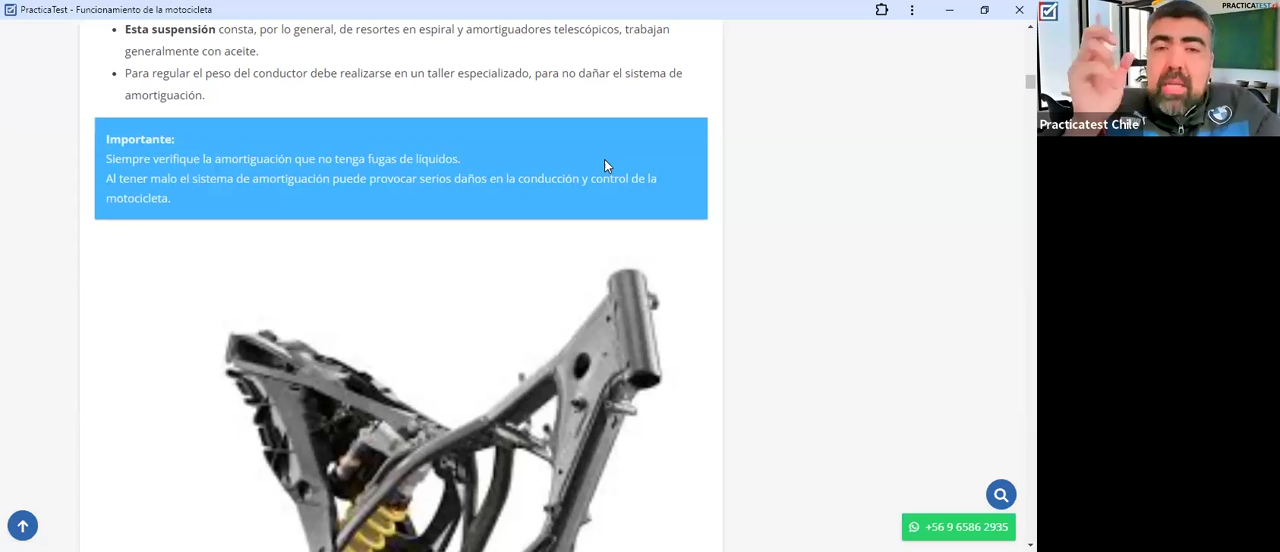 PracticaTest - Funcionamiento de la motocicleta
PRACTICATEST
Esta suspensión consta, por lo general, de resortes en espiral y amortiguadores telescópicos, trabajan
generalmente con aceite.
Para regular el peso del conductor debe realizarse en un taller especializado, para no dañar el sistema de
amortiguación.
Practicatest Chile
Importante:
Siempre verifique la amortiguación que no tenga fugas de líquidos.
Al tener malo el sistema de amortiguación puede provocar serios daños en la conducción y control de la
motocicleta.
+56 9 6586 2935